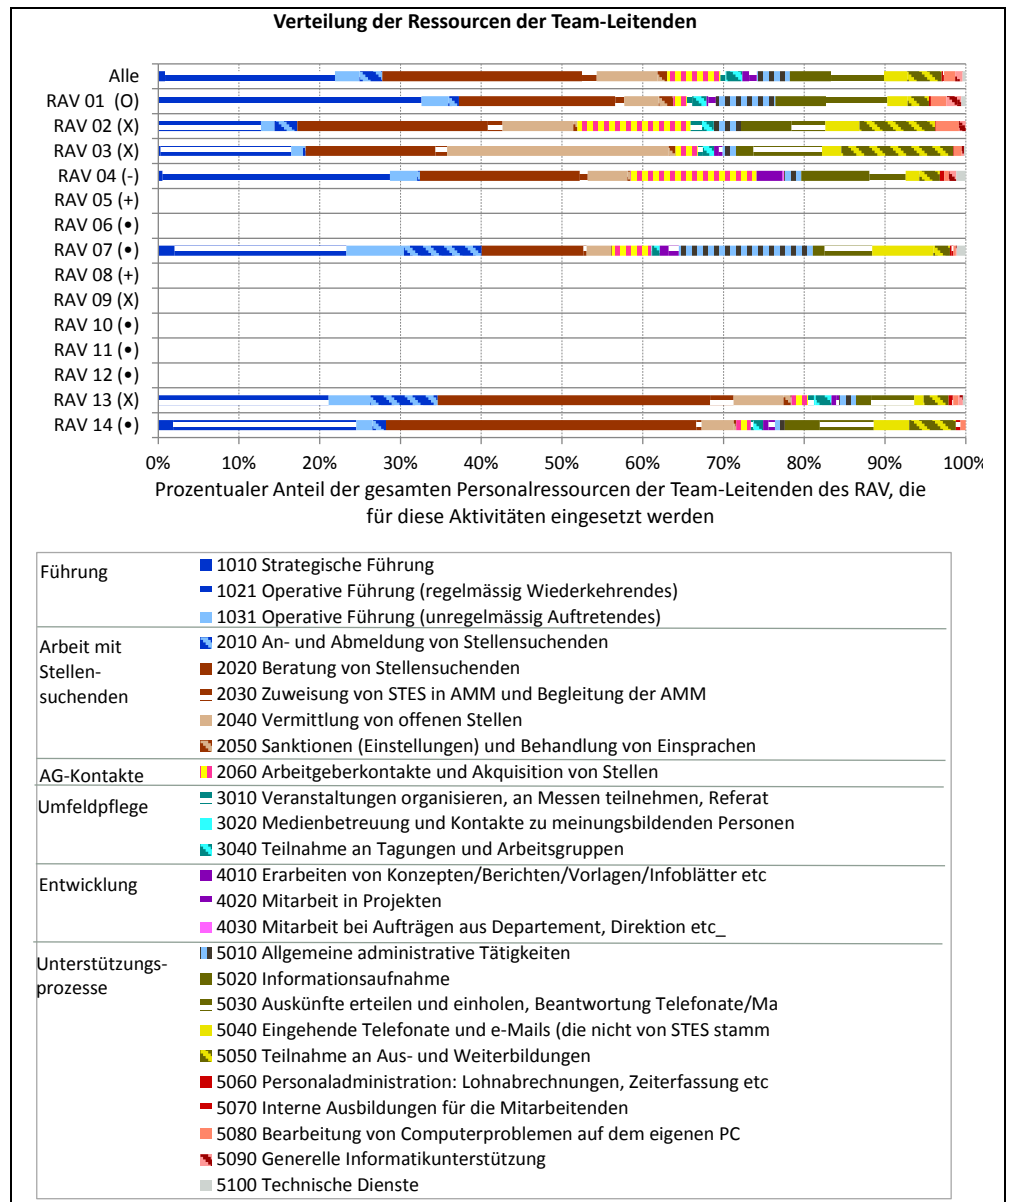 Verteilung der Ressourcen der Team-Leitenden
Alle
RAV 01 (O)
RAV 02 (X)
RAV 03 (X)
RAV 04 (-)
RAV 05 (+)
RAV 06 (•)
RAV 07 (•)
RAV 08 (+)
RAV 09 (X)
RAV 10 (•)
RAV 11 (•)
RAV 12 (•)
RAV 13 (X)
RAV 14 (•)
0% 10% 20% 30% 40% 50% 60% 70% 80% 90% 100%
Prozentualer Anteil der gesamten Personalressourcen der Team-Leitenden des RAV, die
für diese Aktivitäten eingesetzt werden
Führung
1010 Strategische Führung
1021 Operative Führung (regelmässig Wiederkehrendes)
1031 Operative Führung (unregelmässig Auftretendes)
Arbeit mit
Stellen-
suchenden
2010 An- und Abmeldung von Stellensuchenden
2020 Beratung von Stellensuchenden
2030 Zuweisung von STES in AMM und Begleitung der AMM
2040 Vermittlung von offenen Stellen
2050 Sanktionen (Einstellungen) und Behandlung von Einsprachen
AG-Kontakte
2060 Arbeitgeberkontakte und Akquisition von Stellen
Umfeldpflege
3010 Veranstaltungen organisieren, an Messen teilnehmen, Referat
3020 Medienbetreuung und Kontakte zu meinungsbildenden Personen
3040 Teilnahme an Tagungen und Arbeitsgruppen
Entwicklung
4010 Erarbeiten von Konzepten/Berichten/Vorlagen/Infoblätter etc
4020 Mitarbeit in Projekten
4030 Mitarbeit bei Aufträgen aus Departement, Direktion etc_
Unterstützungs-
prozesse
5010 Allgemeine administrative Tätigkeiten
5020 Informationsaufnahme
5030 Auskünfte erteilen und einholen, Beantwortung Telefonate/Ma
5040 Eingehende Telefonate und e-Mails (die nicht von STES stamm
5050 Teilnahme an Aus- und Weiterbildungen
5060 Personaladministration: Lohnabrechnungen, Zeiterfassung etc
5070 Interne Ausbildungen für die Mitarbeitenden
5080 Bearbeitung von Computerproblemen auf dem eigenen PC
5090 Generelle Informatikunterstützung
5100 Technische Dienste